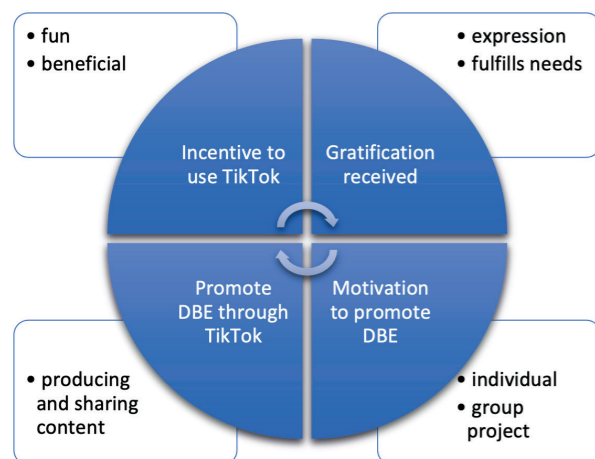 • fun
• beneficial
• expression
• fulfills needs
Incentive to
use TikTok
Gratification
received
Promote
DBE through
TikTok
Motivation
to promote
DBE
• producing
and sharing
content
• individual
• group
project